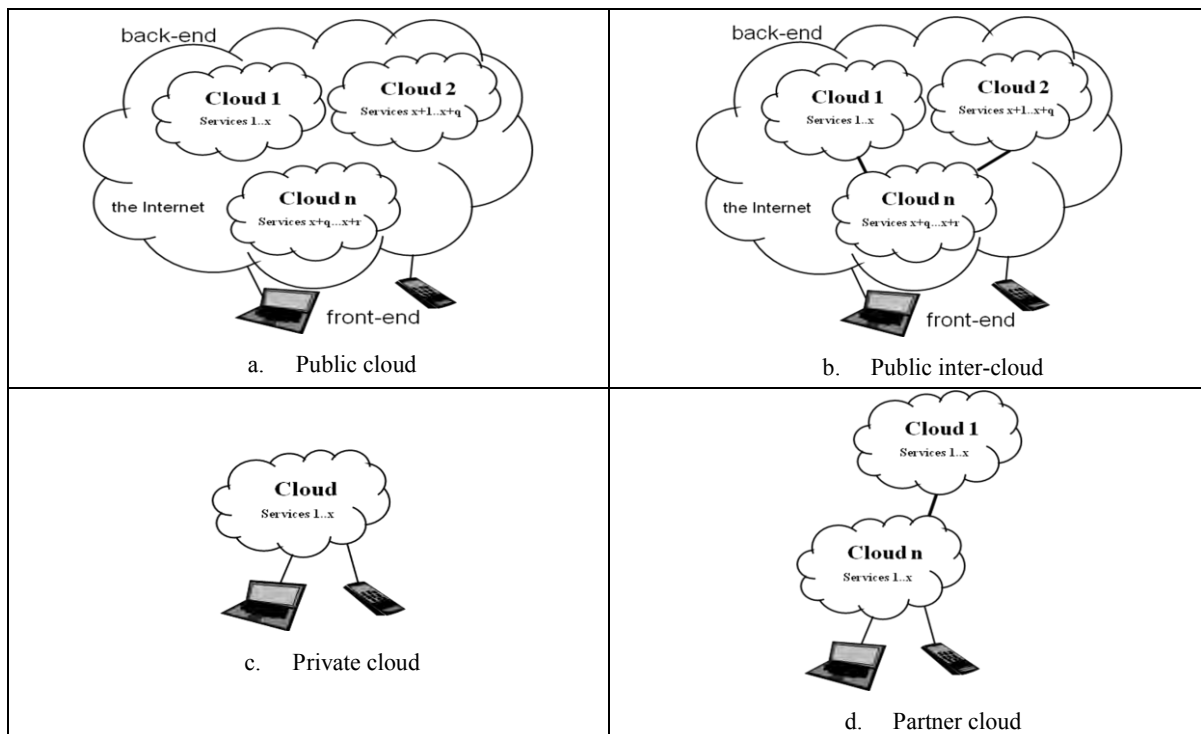 back-end
Cloud 1
Services 1..x
Cloud 2
Services x+1..x+q
the Internet
Cloud n
Services x+q...x+r
front-end
a. Public cloud
back-end
Cloud 1
Services 1..x
Cloud 2
Services x+1..x+q
the Internet
Cloud n
Services x+q...x+r
front-end
b. Public inter-cloud
Cloud
Services 1..x
c. Private cloud
Cloud 1
Services 1..x
Cloud n
Services 1..x
d. Partner cloud